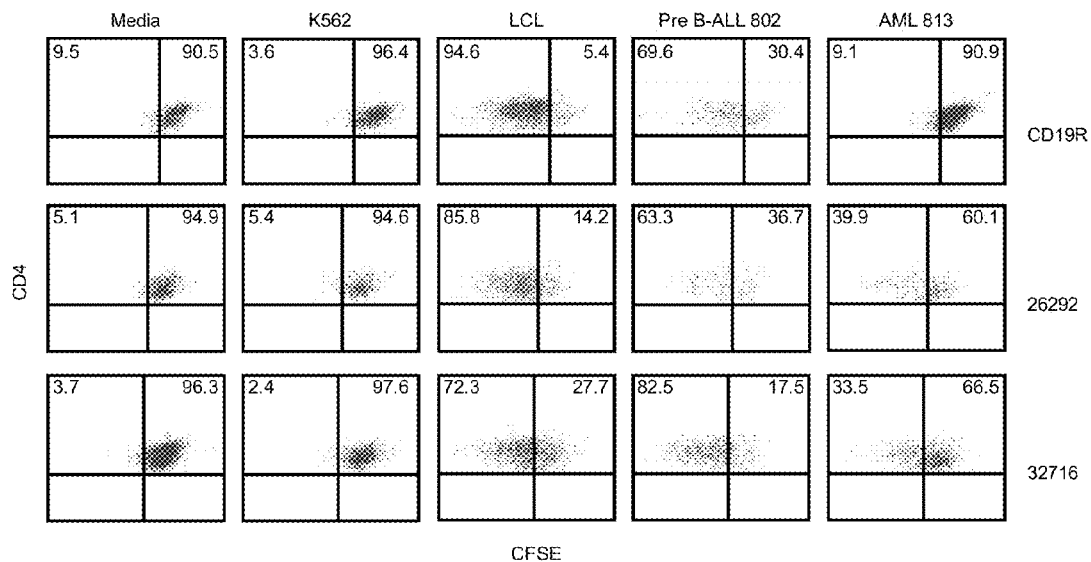 Media K562 LCL Pre B-ALL 802 AML 813
9.5 90.5 3.6 96.4 94.6 5.4 69.6 30.4 9.1 90.9
CD19R
5.1 94.9 5.4 94.6 85.8 14.2 63.3 36.7 39.9 60.1
CD4
26292
3.7 96.3 2.4 97.6 72.3 27.7 82.5 17.5 33.5 66.5
32716
CFSE